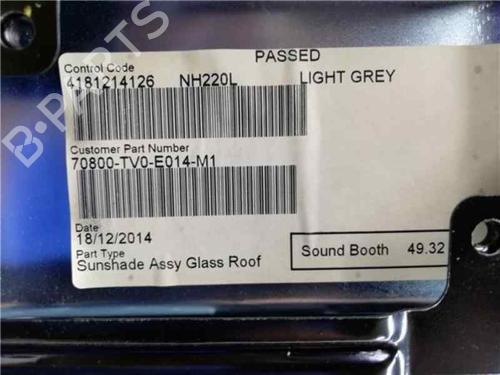 PASSED
Control Code
4181214126 NH220L LIGHT GREY
Customer Part Number
70800-TV0-E014-M1
Date
18/12/2014
Part Type
Sunshade Assy Glass Roof
Sound Booth 49.32
B-PARTS